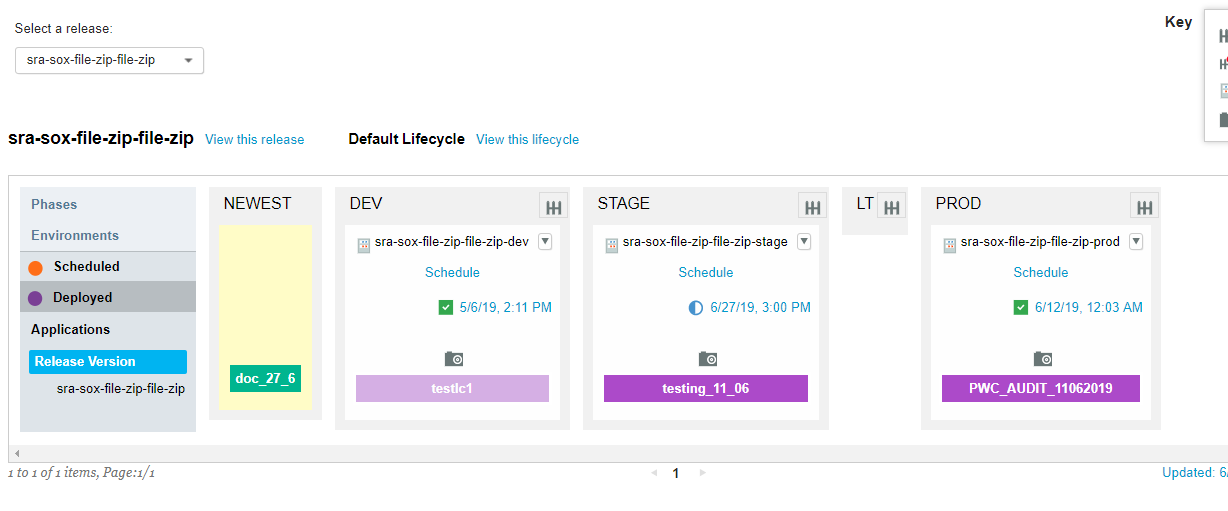 Select a release:
Key
sra-sox-file-zip-file-zip
sra-sox-file-zip-file-zip View this release Default Lifecycle View this lifecycle
Phases
Environments
Scheduled
Deployed
Applications
Release Version
sra-sox-file-zip-file-zip
NEWEST
doc_27_6
DEV
sra-sox-file-zip-file-zip-dev
Schedule
5/6/19, 2:11 PM
testlc1
STAGE
sra-sox-file-zip-file-zip-stage
Schedule
6/27/19, 3:00 PM
testing_11_06
LT
PROD
sra-sox-file-zip-file-zip-prod
Schedule
6/12/19, 12:03 AM
PWC_AUDIT_11062019
1 to 1 of 1 items, Page:1/1
1
Updated: 6/